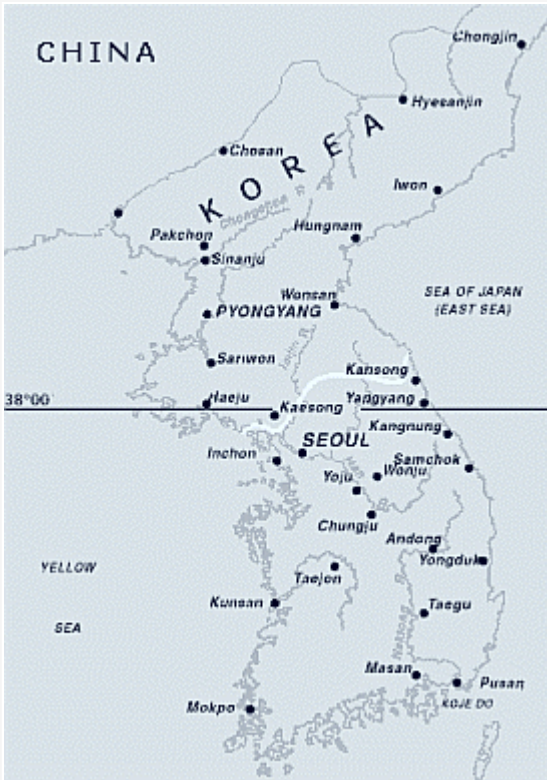 Chongjin
CHINA
Hyesanjin
KOREA
Chosan
Iwon
Chongchon R
Hungnam
Pakchon
Sinanju
Wonsan
SEA OF JAPAN
(EAST SEA)
PYONGYANG
Sariwon
Kansong
38°00'
Haeju
Yangyang
Kaesong
Kangnung
SEOUL
Inchon
Samchok
Wonju
Yoju
Chungju
Andong
Yongduk
YELLOW
SEA
Taejon
Kunsan
Taegu
Masan
Pusan
KOJE DO
Mokpo